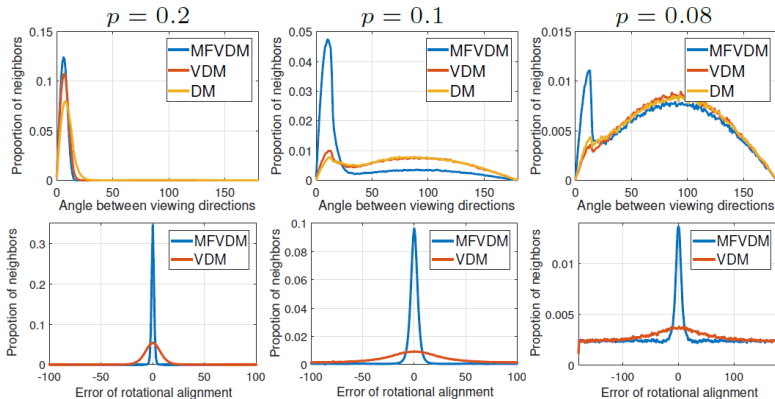 p = 0.2
p = 0.1
p = 0.08
Proportion of neighbors
0.15
0.1
0.05
0
0 50 100 150
Angle between viewing directions
MFVDM
VDM
DM
Proportion of neighbors
0.05
0.04
0.03
0.02
0.01
0
0 50 100 150
Angle between viewing directions
MFVDM
VDM
DM
Proportion of neighbors
0.015
0.01
0.005
0
0 50 100 150
Angle between viewing directions
MFVDM
VDM
DM
Propotion of neighbors
0.3
0.2
0.1
0
-100 -50 0 50 100
Error of rotational alignment
MFVDM
VDM
Propotion of neighbors
0.1
0.08
0.06
0.04
0.02
0
-100 -50 0 50 100
Error of rotational alignment
MFVDM
VDM
Propotion of neighbors
0.01
0.005
0
-100 0 100
Error of rotational alignment
MFVDM
VDM